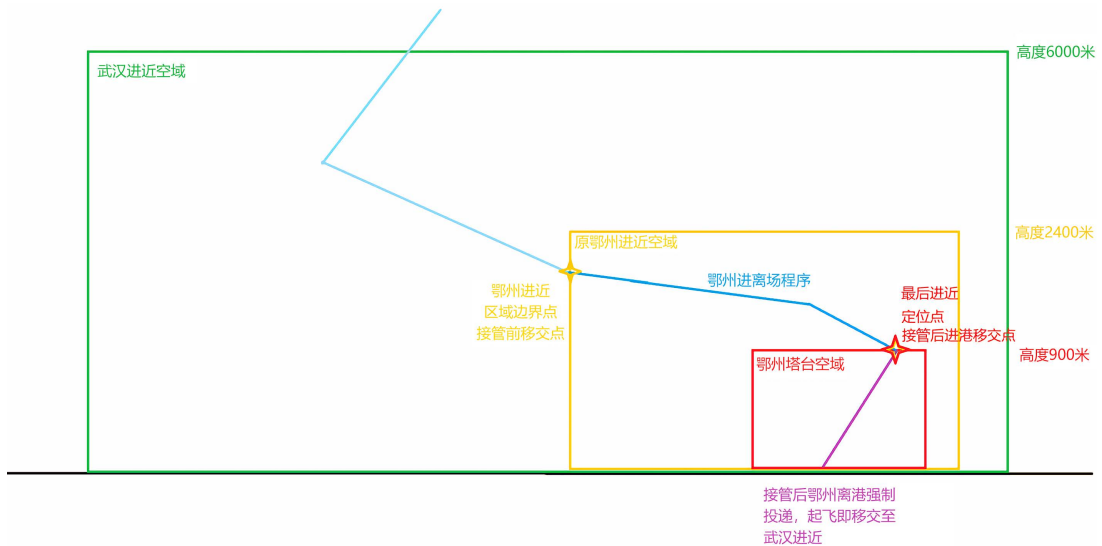 高度6000米
武汉进近空域
高度2400米
原鄂州进近空域
鄂州进离场程序
鄂州进近
区域边界点
接管前移交点
最后进近
定位点
接管后进港移交点
高度900米
鄂州塔台空域
接管后鄂州离港强制
投递，起飞即移交至
武汉进近